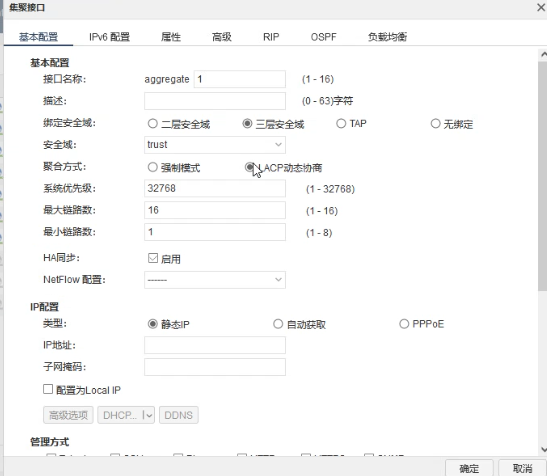 集聚接口
基本配置 IPv6 配置 属性 高级 RIP OSPF 负载均衡
基本配置
接口名称: aggregate 1 (1 - 16)
描述: (0 - 63)字符
绑定安全域: 二层安全域 三层安全域 TAP 无绑定
安全域: trust
聚合方式: 强制模式 LACP动态协商
系统优先级: 32768 (1 - 32768)
最大链路数: 16 (1 - 16)
最小链路数: 1 (1 - 8)
HA同步: 启用
NetFlow 配置: ------
IP配置
类型: 静态IP 自动获取 PPPoE
IP地址:
子网掩码:
配置为Local IP
高级选项 DHCP... DDNS
管理方式
确定 取消